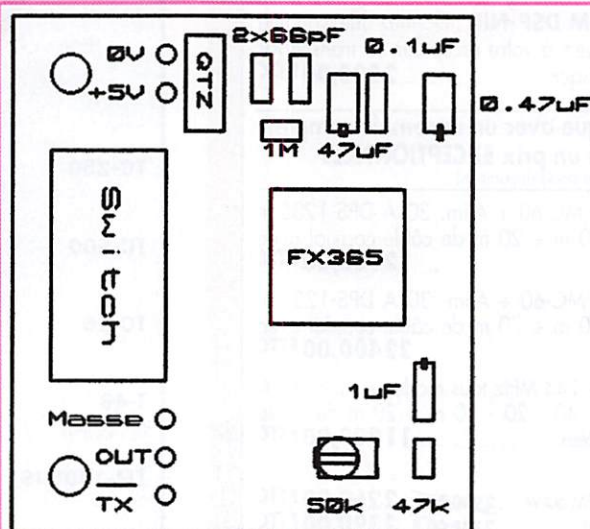 0V
+5V
QTZ
2x66pF
0.1uF
0.47uF
1M
47uF
Switch
FX365
1uF
Masse
OUT
TX
50k
47k